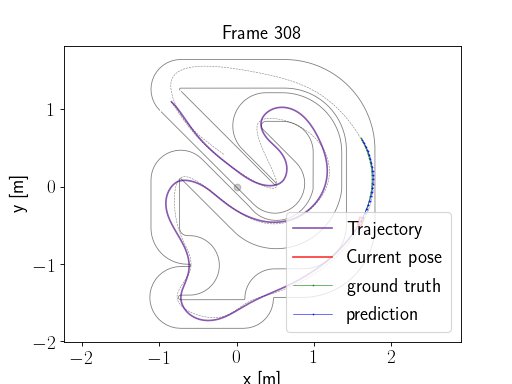 Frame 308
y [m]
1
0
−1
−2
−2
−1
0
1
2
x [m]
Trajectory
Current pose
ground truth
prediction